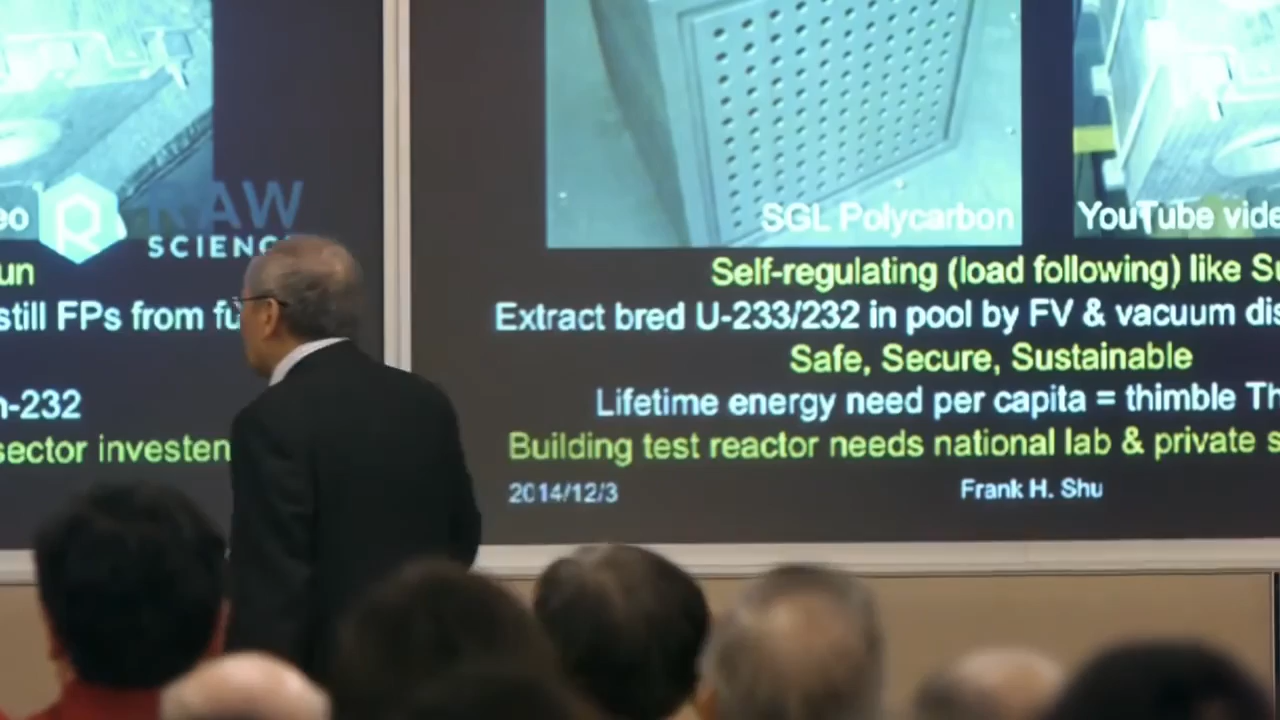 eo
RAW
SCIENC
un
still FPs from fu
n-232
sector investen
SGL Polycarbon
YouTube vide
Self-regulating (load following) like Su
Extract bred U-233/232 in pool by FV & vacuum dis
Safe, Secure, Sustainable
Lifetime energy need per capita = thimble Th
Building test reactor needs national lab & private s
2014/12/3
Frank H. Shu